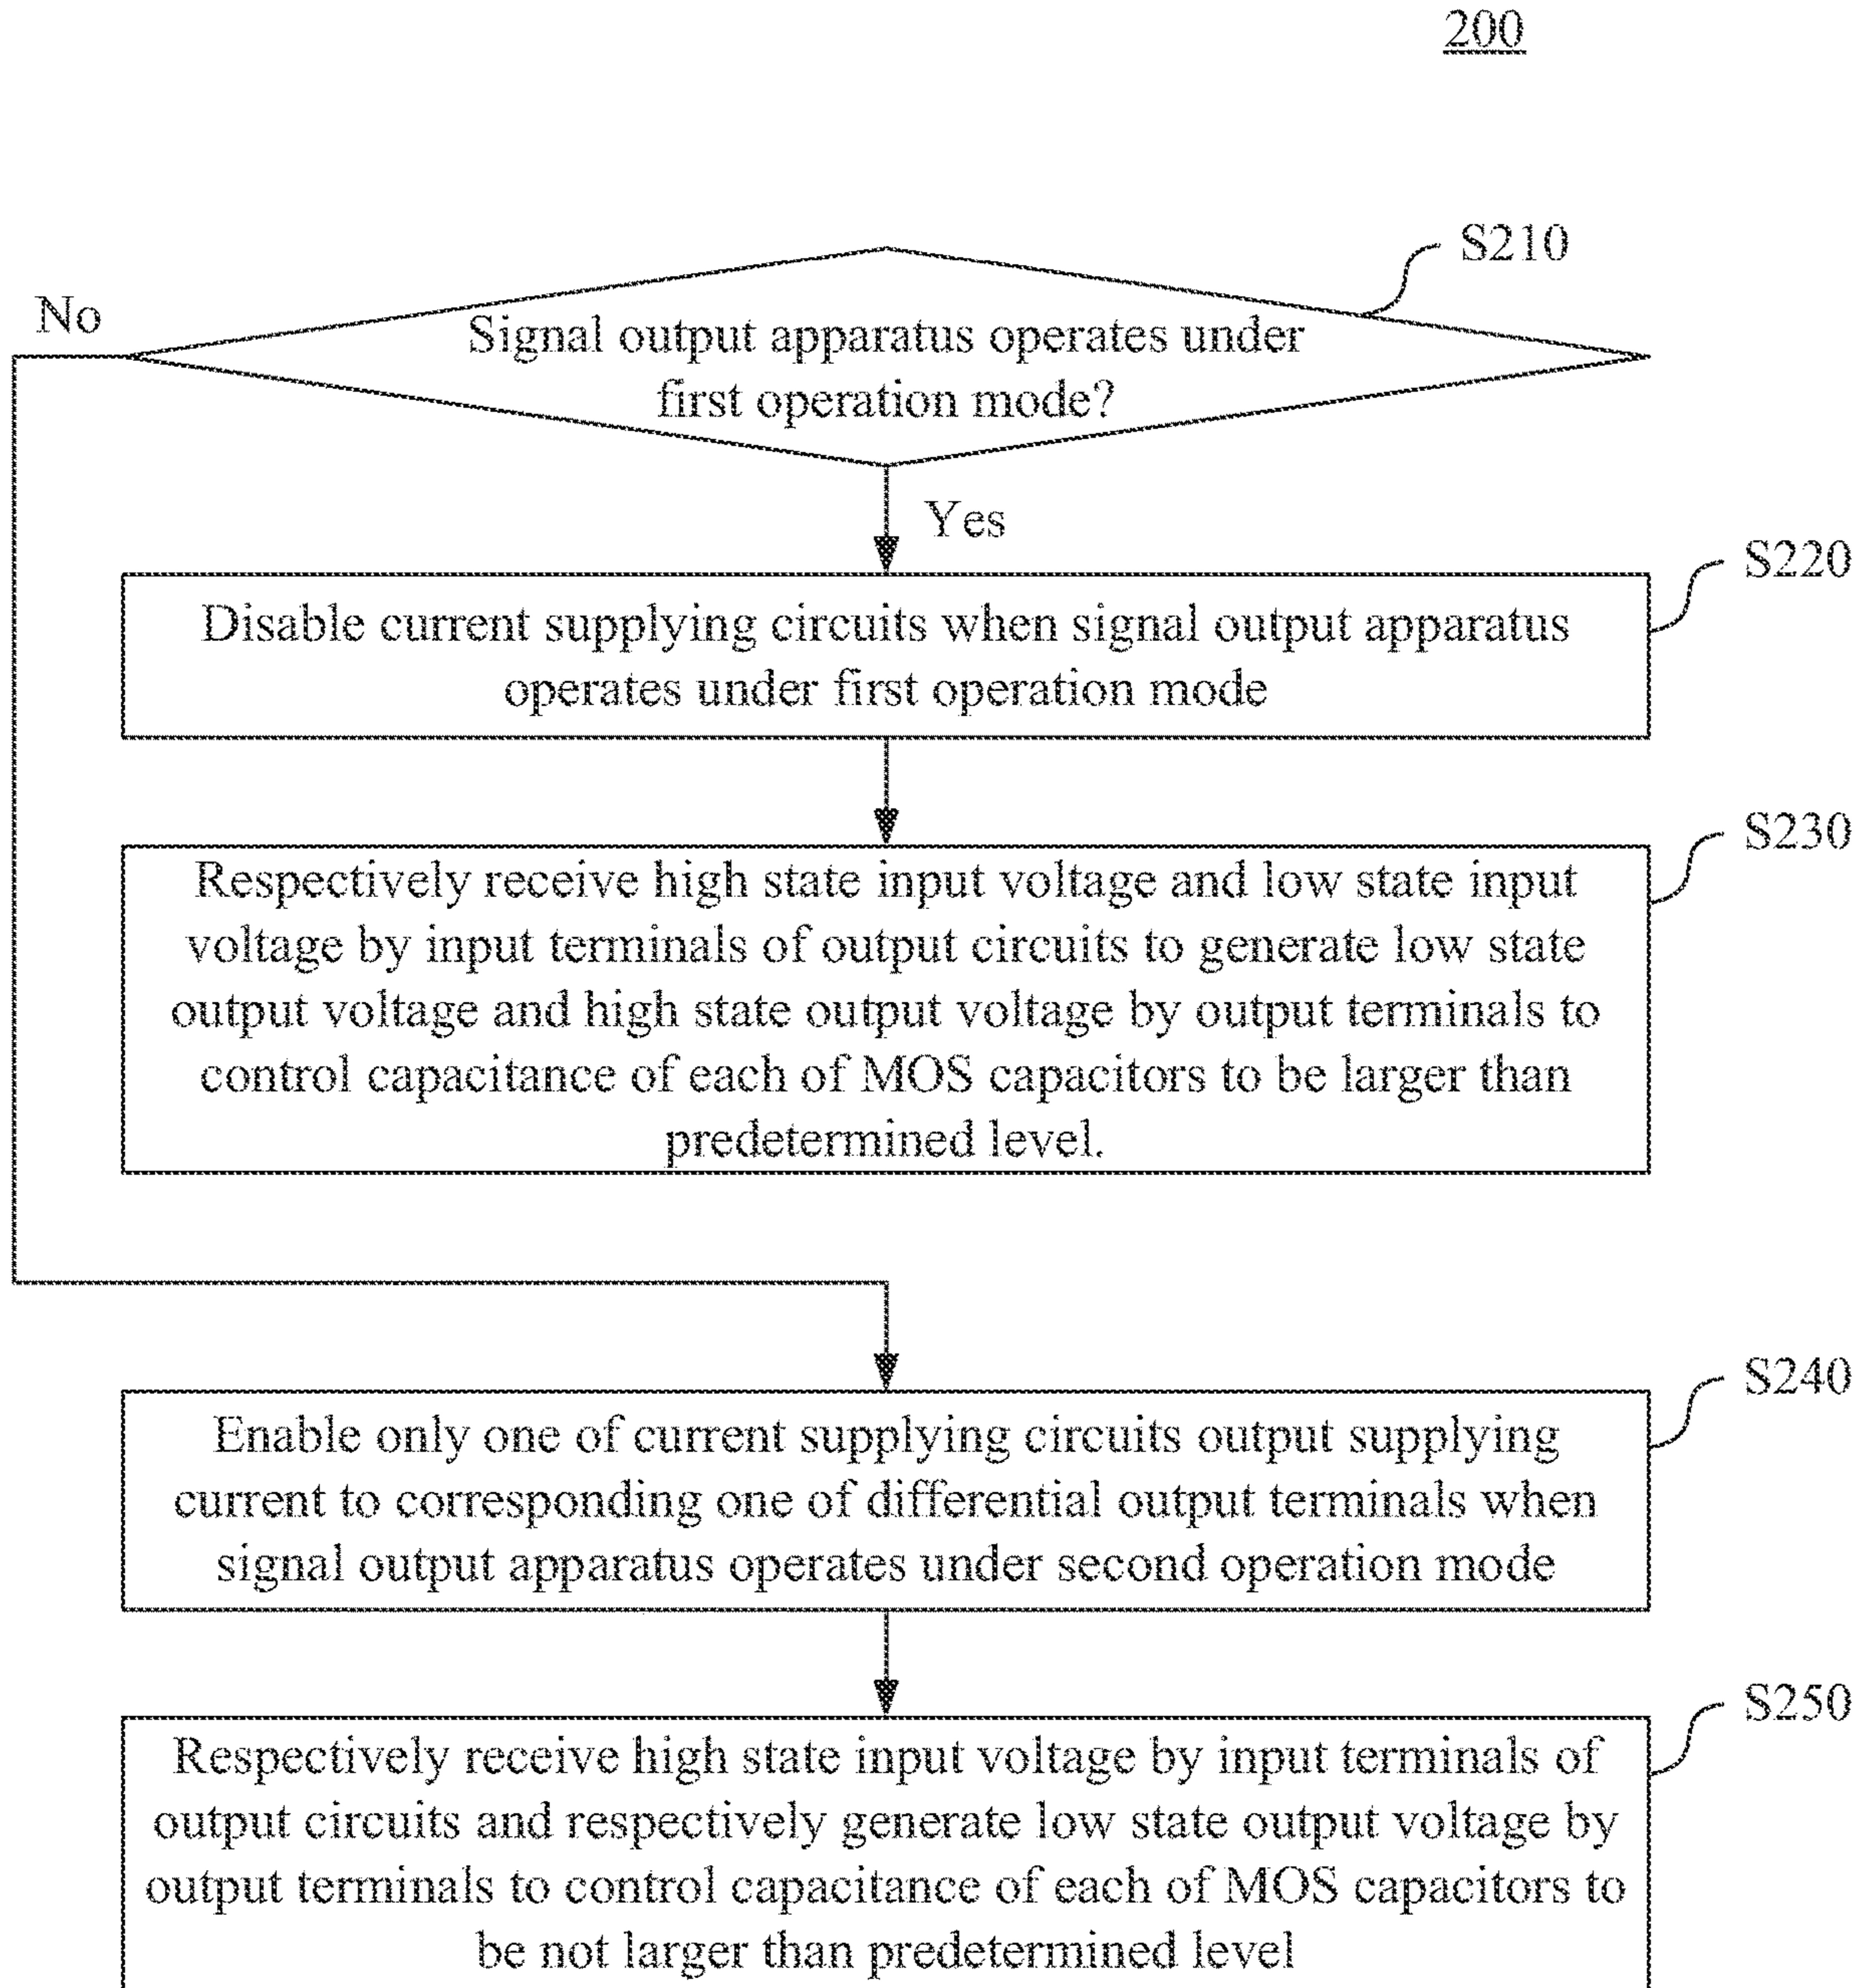 200
S210
No
Signal output apparatus operates under
first operation mode?
Yes
S220
Disable current supplying circuits when signal output apparatus
operates under first operation mode
S230
Respectively receive high state input voltage and low state input
voltage by input terminals of output circuits to generate low state
output voltage and high state output voltage by output terminals to
control capacitance of each of MOS capacitors to be larger than
predetermined level.
S240
Enable only one of current supplying circuits output supplying
current to corresponding one of differential output terminals when
signal output apparatus operates under second operation mode
S250
Respectively receive high state input voltage by input terminals of
output circuits and respectively generate low state output voltage by
output terminals to control capacitance of each of MOS capacitors to
be not larger than predetermined level